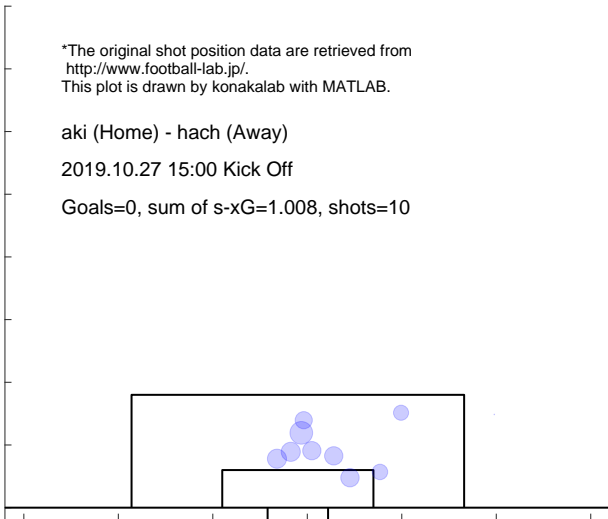 *The original shot position data are retrieved from
http://www.football-lab.jp/.
This plot is drawn by konakalab with MATLAB.
aki (Home) - hach (Away)
2019.10.27 15:00 Kick Off
Goals=0, sum of s-xG=1.008, shots=10